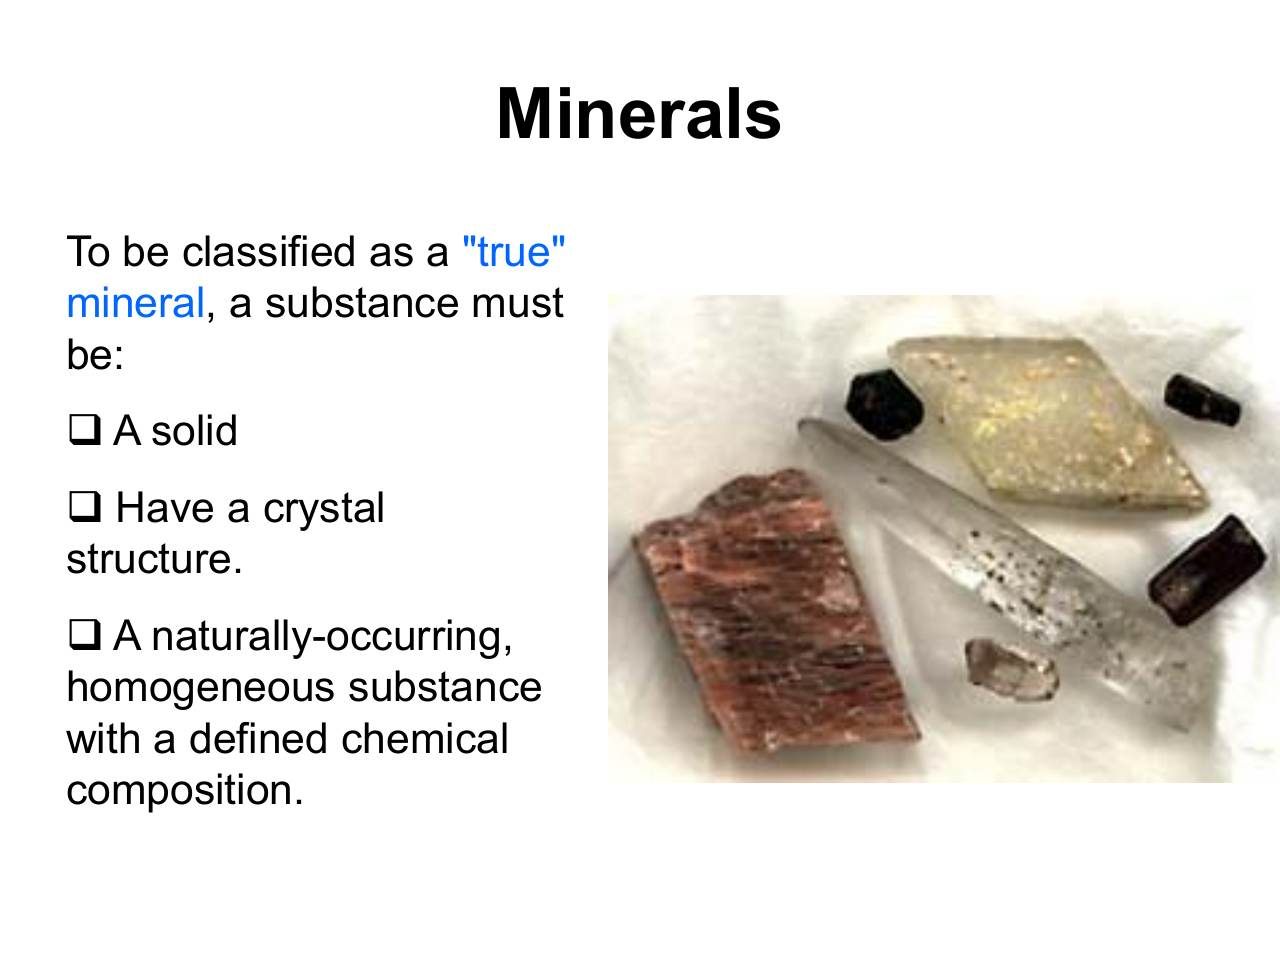 Minerals
To be classified as a "true"
mineral, a substance must
be:
❑ A solid
❑ Have a crystal
structure.
❑ A naturally-occurring,
homogeneous substance
with a defined chemical
composition.